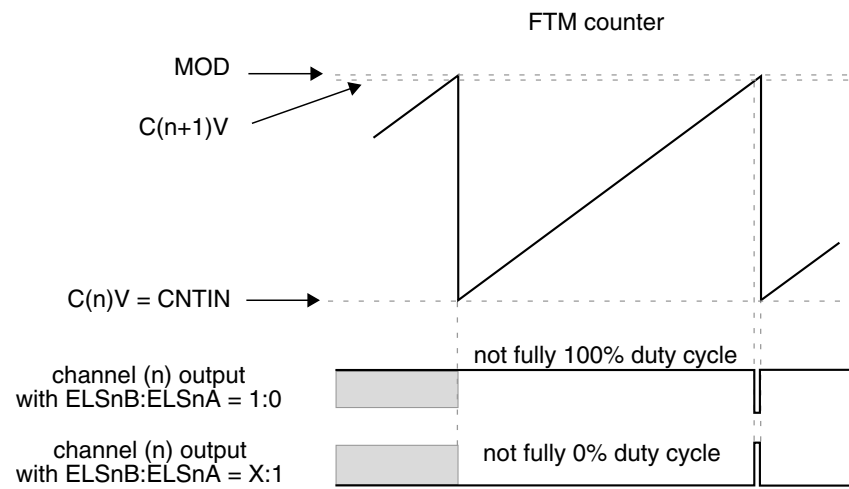 FTM counter
MOD
C(n+1)V
C(n)V = CNTIN
not fully 100% duty cycle
channel (n) output
with ELSnB:ELSnA = 1:0
channel (n) output
with ELSnB:ELSnA = X:1
not fully 0% duty cycle